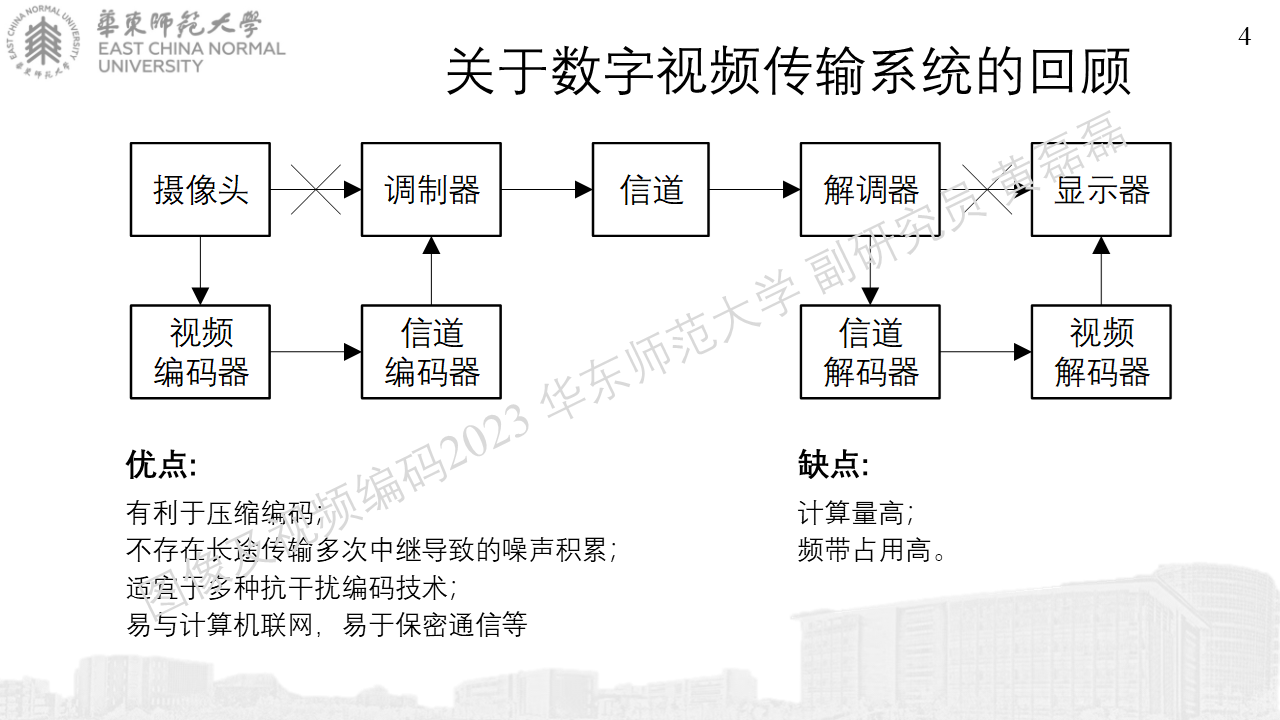 華東師範大學
EAST CHINA NORMAL
UNIVERSITY
EAST CHINA NORMAL UNIVERSITY
華東師範大學
4
关于数字视频传输系统的回顾
摄像头
调制器
信道
解调器
显示器
视频
编码器
信道
编码器
信道
解码器
视频
解码器
优点:
有利于压缩编码；
不存在长途传输多次中继导致的噪声积累；
适宜于多种抗干扰编码技术；
易与计算机联网，易于保密通信等
缺点:
计算量高；
频带占用高。
图像及视频编码2023 华东师范大学 副研究员 黄磊磊